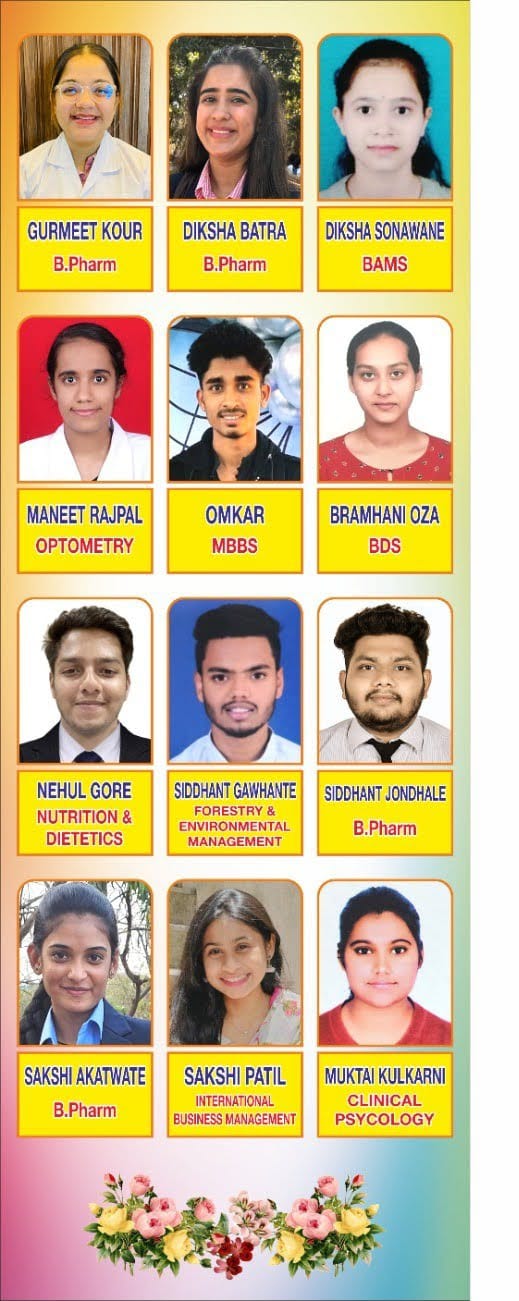 GURMEET KOUR
B.Pharm
DIKSHA BATRA
B.Pharm
DIKSHA SONAWANE
BAMS
MANEET RAJPAL
OPTOMETRY
OMKAR
MBBS
BRAMHANI OZA
BDS
NEHUL GORE
NUTRITION &
DIETETICS
SIDDHANT GAWHANTE
FORESTRY &
ENVIRONMENTAL
MANAGEMENT
SIDDHANT JONDHALE
B.Pharm
SAKSHI AKATWATE
B.Pharm
SAKSHI PATIL
INTERNATIONAL
BUSINESS MANAGEMENT
MUKTAI KULKARNI
CLINICAL
PSYCOLOGY